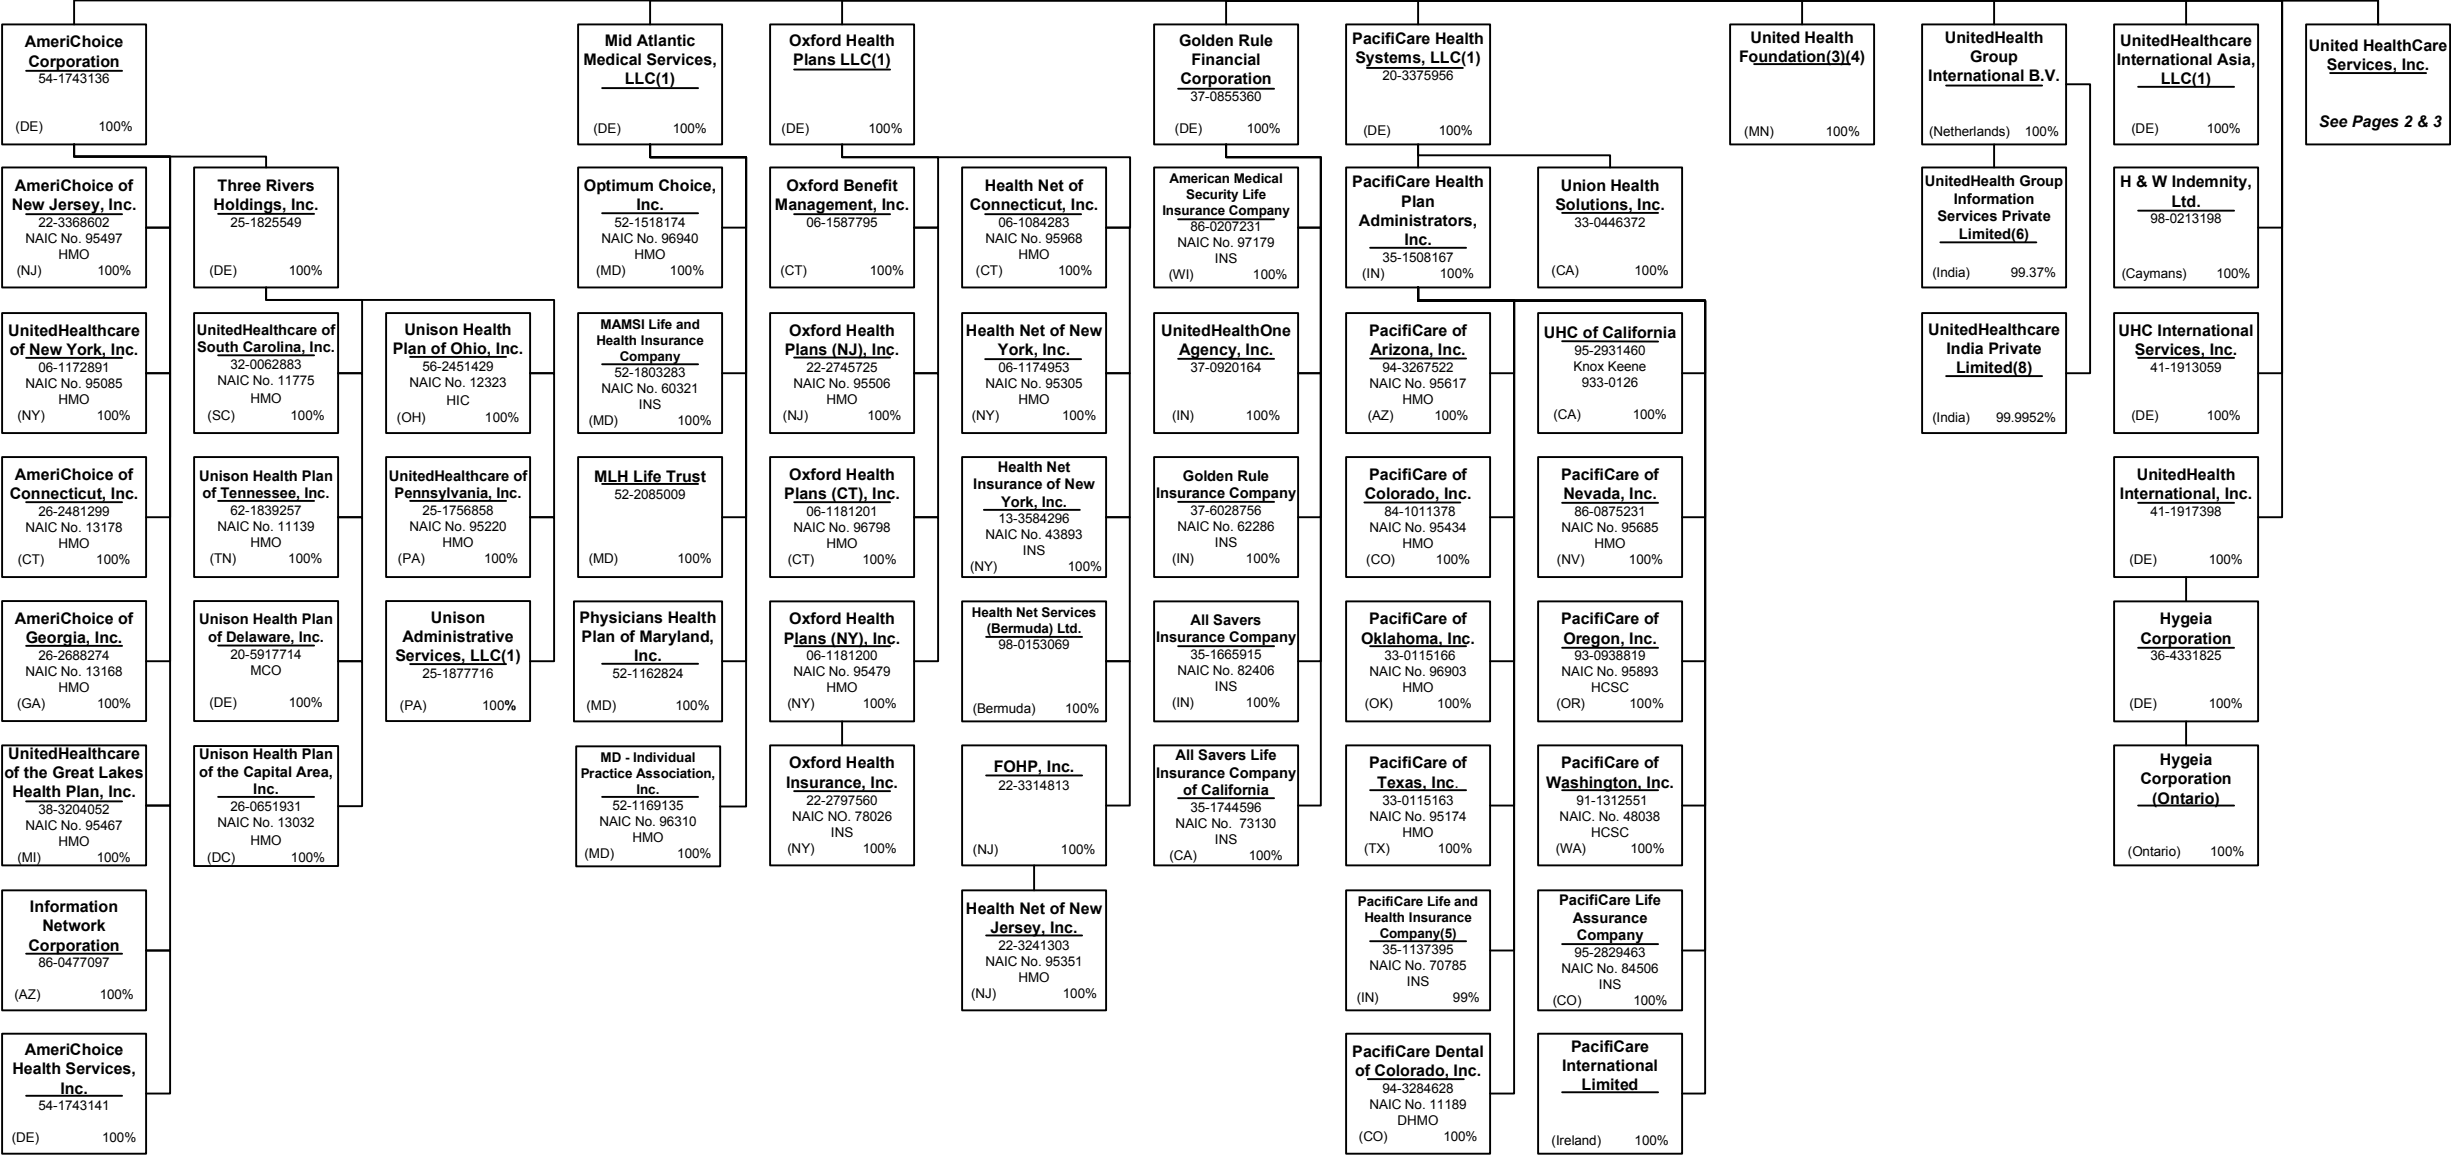 AmeriChoice
Corporation
54-1743136
(DE) 100%
Mid Atlantic
Medical Services,
LLC(1)
(DE) 100%
Oxford Health
Plans LLC(1)
(DE) 100%
Golden Rule
Financial
Corporation
37-0855360
(DE) 100%
PacifiCare Health
Systems, LLC(1)
20-3375956
(DE) 100%
United Health
Foundation(3)(4)
(MN) 100%
UnitedHealth
Group
International B.V.
(Netherlands) 100%
UnitedHealthcare
International Asia,
LLC(1)
(DE) 100%
United HealthCare
Services, Inc.
See Pages 2 & 3
AmeriChoice of
New Jersey, Inc.
22-3368602
NAIC No. 95497
HMO
(NJ) 100%
Three Rivers
Holdings, Inc.
25-1825549
(DE) 100%
Optimum Choice,
Inc.
52-1518174
NAIC No. 96940
HMO
(MD) 100%
Oxford Benefit
Management, Inc.
06-1587795
(CT) 100%
Health Net of
Connecticut, Inc.
06-1084283
NAIC No. 95968
HMO
(CT) 100%
American Medical
Security Life
Insurance Company
86-0207231
NAIC No. 97179
INS
(WI) 100%
PacifiCare Health
Plan
Administrators,
Inc.
35-1508167
(IN) 100%
Union Health
Solutions, Inc.
33-0446372
(CA) 100%
UnitedHealth Group
Information
Services Private
Limited(6)
(India) 99.37%
H & W Indemnity,
Ltd.
98-0213198
(Caymans) 100%
UnitedHealthcare
of New York, Inc.
06-1172891
NAIC No. 95085
HMO
(NY) 100%
UnitedHealthcare of
South Carolina, Inc.
32-0062883
NAIC No. 11775
HMO
(SC) 100%
Unison Health
Plan of Ohio, Inc.
56-2451429
NAIC No. 12323
HIC
(OH) 100%
MAMSI Life and
Health Insurance
Company
52-1803283
NAIC No. 60321
INS
(MD) 100%
Oxford Health
Plans (NJ), Inc.
22-2745725
NAIC No. 95506
HMO
(NJ) 100%
Health Net of New
York, Inc.
06-1174953
NAIC No. 95305
HMO
(NY) 100%
UnitedHealthOne
Agency, Inc.
37-0920164
(IN) 100%
PacifiCare of
Arizona, Inc.
94-3267522
NAIC No. 95617
HMO
(AZ) 100%
UHC of California
95-2931460
Knox Keene
933-0126
(CA) 100%
UnitedHealthcare
India Private
Limited(8)
(India) 99.9952%
UHC International
Services, Inc.
41-1913059
(DE) 100%
AmeriChoice of
Connecticut, Inc.
26-2481299
NAIC No. 13178
HMO
(CT) 100%
Unison Health Plan
of Tennessee, Inc.
62-1839257
NAIC No. 11139
HMO
(TN) 100%
UnitedHealthcare of
Pennsylvania, Inc.
25-1756858
NAIC No. 95220
HMO
(PA) 100%
MLH Life Trust
52-2085009
(MD) 100%
Oxford Health
Plans (CT), Inc.
06-1181201
NAIC No. 96798
HMO
(CT) 100%
Health Net
Insurance of New
York, Inc.
13-3584296
NAIC No. 43893
INS
(NY) 100%
Golden Rule
Insurance Company
37-6028756
NAIC No. 62286
INS
(IN) 100%
PacifiCare of
Colorado, Inc.
84-1011378
NAIC No. 95434
HMO
(CO) 100%
PacifiCare of
Nevada, Inc.
86-0875231
NAIC No. 95685
HMO
(NV) 100%
UnitedHealth
International, Inc.
41-1917398
(DE) 100%
AmeriChoice of
Georgia, Inc.
26-2688274
NAIC No. 13168
HMO
(GA) 100%
Unison Health Plan
of Delaware, Inc.
20-5917714
MCO
(DE) 100%
Unison
Administrative
Services, LLC(1)
25-1877716
(PA) 100%
Physicians Health
Plan of Maryland,
Inc.
52-1162824
(MD) 100%
Oxford Health
Plans (NY), Inc.
06-1181200
NAIC No. 95479
HMO
(NY) 100%
Health Net Services
(Bermuda) Ltd.
98-0153069
(Bermuda) 100%
All Savers
Insurance Company
35-1665915
NAIC No. 82406
INS
(IN) 100%
PacifiCare of
Oklahoma, Inc.
33-0115166
NAIC No. 96903
HMO
(OK) 100%
PacifiCare of
Oregon, Inc.
93-0938819
NAIC No. 95893
HCSC
(OR) 100%
Hygeia
Corporation
36-4331825
(DE) 100%
UnitedHealthcare
of the Great Lakes
Health Plan, Inc.
38-3204052
NAIC No. 95467
HMO
(MI) 100%
Unison Health Plan
of the Capital Area,
Inc.
26-0651931
NAIC No. 13032
HMO
(DC) 100%
MD - Individual
Practice Association,
Inc.
52-1169135
NAIC No. 96310
HMO
(MD) 100%
Oxford Health
Insurance, Inc.
22-2797560
NAIC NO. 78026
INS
(NY) 100%
FOHP, Inc.
22-3314813
(NJ) 100%
All Savers Life
Insurance Company
of California
35-1744596
NAIC No. 73130
INS
(CA) 100%
PacifiCare of
Texas, Inc.
33-0115163
NAIC No. 95174
HMO
(TX) 100%
PacifiCare of
Washington, Inc.
91-1312551
NAIC. No. 48038
HCSC
(WA) 100%
Hygeia
Corporation
(Ontario)
(Ontario) 100%
Information
Network
Corporation
86-0477097
(AZ) 100%
Health Net of New
Jersey, Inc.
22-3241303
NAIC No. 95351
HMO
(NJ) 100%
PacifiCare Life and
Health Insurance
Company(5)
35-1137395
NAIC No. 70785
INS
(IN) 99%
PacifiCare Life
Assurance
Company
95-2829463
NAIC No. 84506
INS
(CO) 100%
AmeriChoice
Health Services,
Inc.
54-1743141
(DE) 100%
PacifiCare Dental
of Colorado, Inc.
94-3284628
NAIC No. 11189
DHMO
(CO) 100%
PacifiCare
International
Limited
(Ireland) 100%